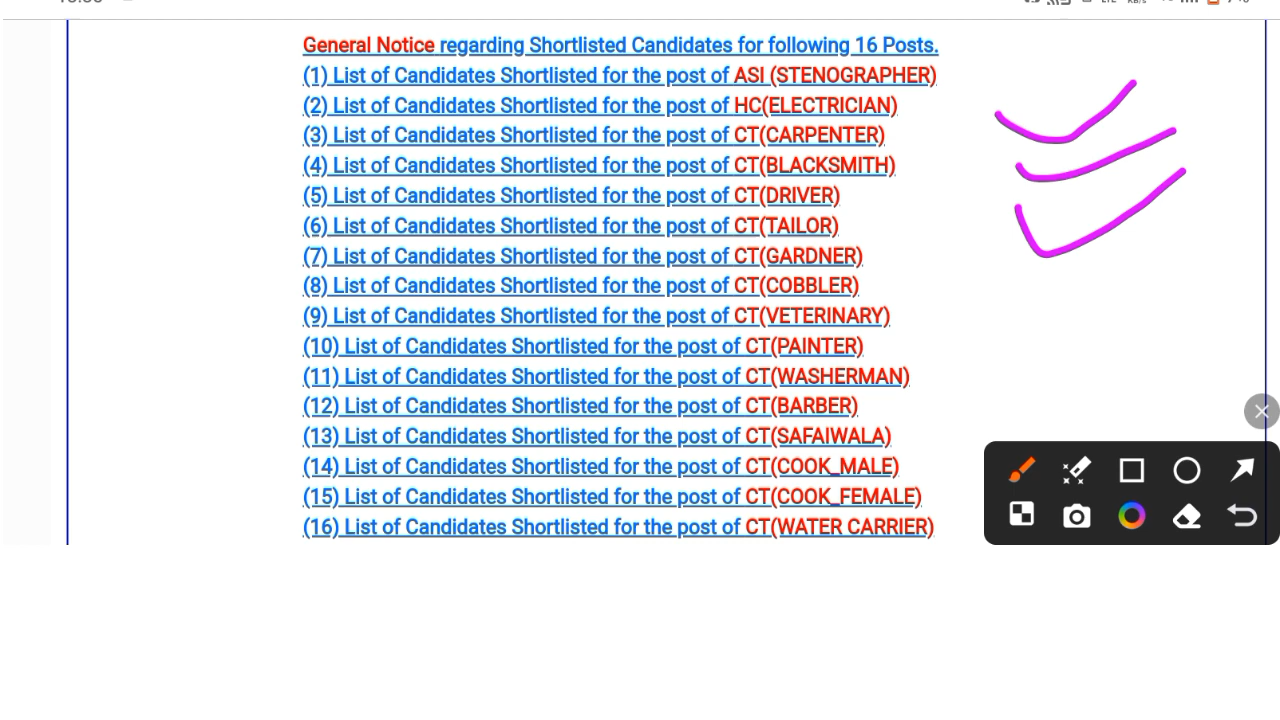 General Notice regarding Shortlisted Candidates for following 16 Posts.
(1) List of Candidates Shortlisted for the post of ASI (STENOGRAPHER)
(2) List of Candidates Shortlisted for the post of HC(ELECTRICIAN)
(3) List of Candidates Shortlisted for the post of CT(CARPENTER)
(4) List of Candidates Shortlisted for the post of CT(BLACKSMITH)
(5) List of Candidates Shortlisted for the post of CT(DRIVER)
(6) List of Candidates Shortlisted for the post of CT(TAILOR)
(7) List of Candidates Shortlisted for the post of CT(GARDNER)
(8) List of Candidates Shortlisted for the post of CT(COBBLER)
(9) List of Candidates Shortlisted for the post of CT(VETERINARY)
(10) List of Candidates Shortlisted for the post of CT(PAINTER)
(11) List of Candidates Shortlisted for the post of CT(WASHERMAN)
(12) List of Candidates Shortlisted for the post of CT(BARBER)
(13) List of Candidates Shortlisted for the post of CT(SAFAIWALA)
(14) List of Candidates Shortlisted for the post of CT(COOK_MALE)
(15) List of Candidates Shortlisted for the post of CT(COOK_FEMALE)
(16) List of Candidates Shortlisted for the post of CT(WATER CARRIER)